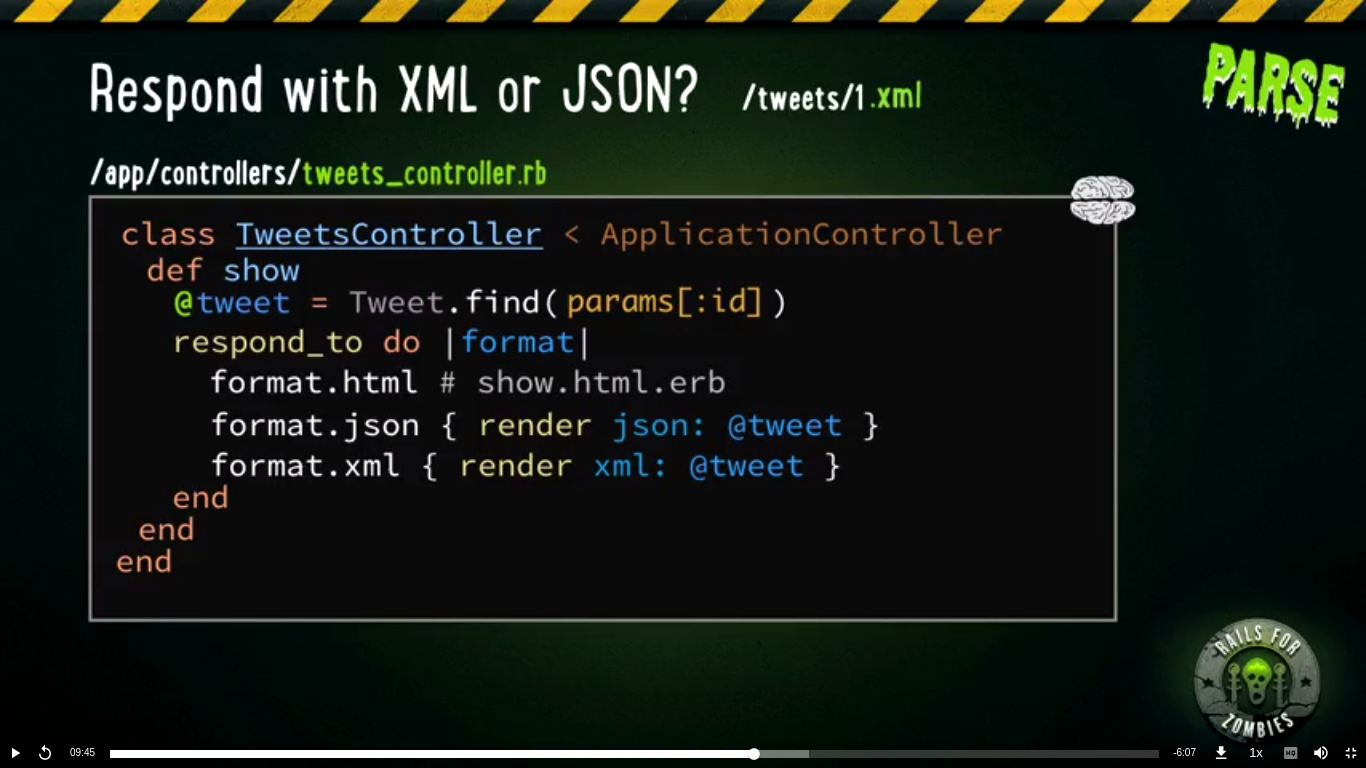 Respond with XML or JSON? /tweets/1.xml
PARSE
/app/controllers/tweets_controller.rb
class TweetsController < ApplicationController
def show
@tweet = Tweet.find(params[:id])
respond_to do |format|
format.html # show.html.erb
format.json { render json: @tweet }
format.xml { render xml: @tweet }
end
end
end
RAILS FOR
ZOMBIES
09:45
-6:07
1x
HQ